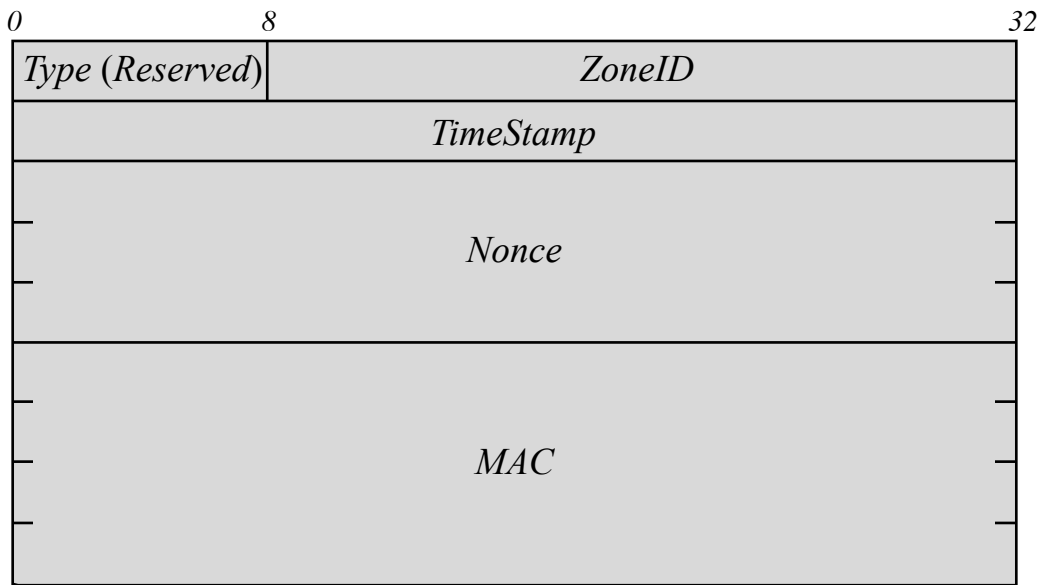 0 8 32
Type (Reserved) ZoneID
TimeStamp
Nonce
MAC